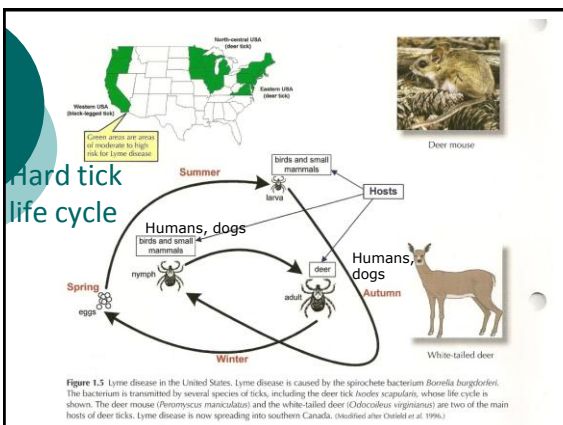 North-central USA
(deer tick)
Eastern USA
(deer tick)
Western USA
(black-legged tick)
Green areas are areas
of moderate to high
risk for Lyme disease
Deer mouse
Hard tick
life cycle
Summer
birds and small
mammals
larva
Hosts
Humans, dogs
birds and small
mammals
nymph
deer
adult
Humans,
dogs
Spring
eggs
Autumn
Winter
White-tailed deer
Figure 1.5 Lyme disease in the United States. Lyme disease is caused by the spirochete bacterium Borrelia burgdorferi.
The bacterium is transmitted by several species of ticks, including the deer tick Ixodes scapularis, whose life cycle is
shown. The deer mouse (Peromyscus maniculatus) and the white-tailed deer (Odocoileus virginianus) are two of the main
hosts of deer ticks. Lyme disease is now spreading into southern Canada. (Modified after Ostfeld et al. 1996.)